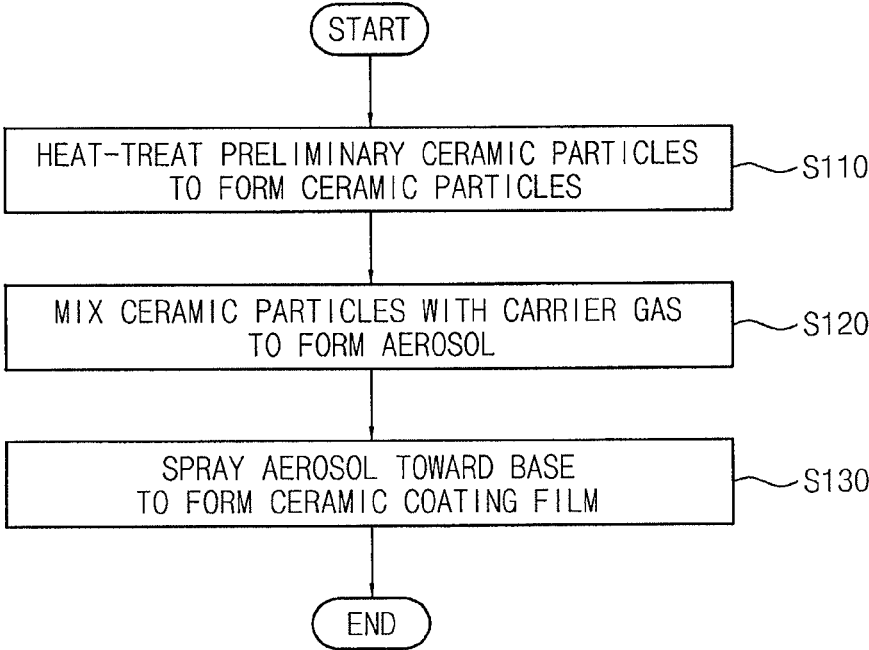 START
HEAT-TREAT PRELIMINARY CERAMIC PARTICLES
TO FORM CERAMIC PARTICLES
S110
MIX CERAMIC PARTICLES WITH CARRIER GAS
TO FORM AEROSOL
S120
SPRAY AEROSOL TOWARD BASE
TO FORM CERAMIC COATING FILM
S130
END